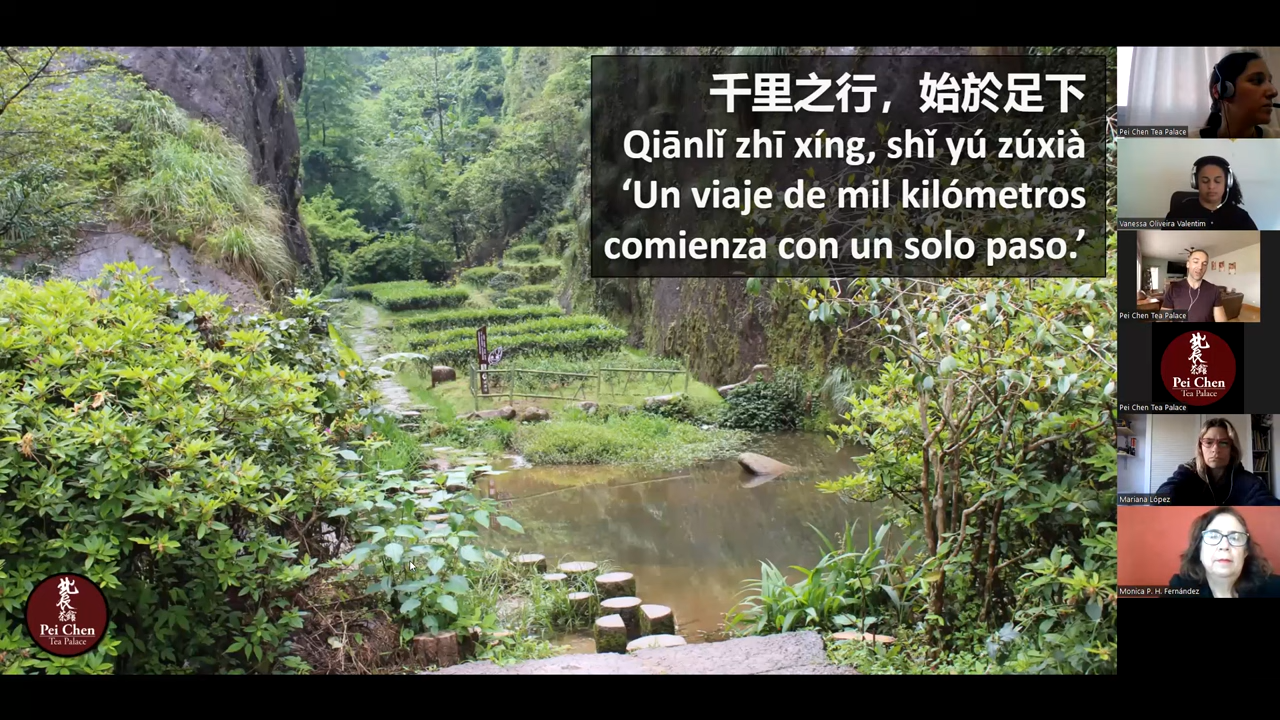 千里之行，始於足下
Qiānlǐ zhī xíng, shǐ yú zúxià
‘Un viaje de mil kilómetros
comienza con un solo paso.’
Pei Chen
Tea Palace
Pei Chen Tea Palace
Vanessa Oliveira Valentim
Pei Chen Tea Palace
Pei Chen
Tea Palace
Pei Chen Tea Palace
Mariana López
Monica P. H. Fernández